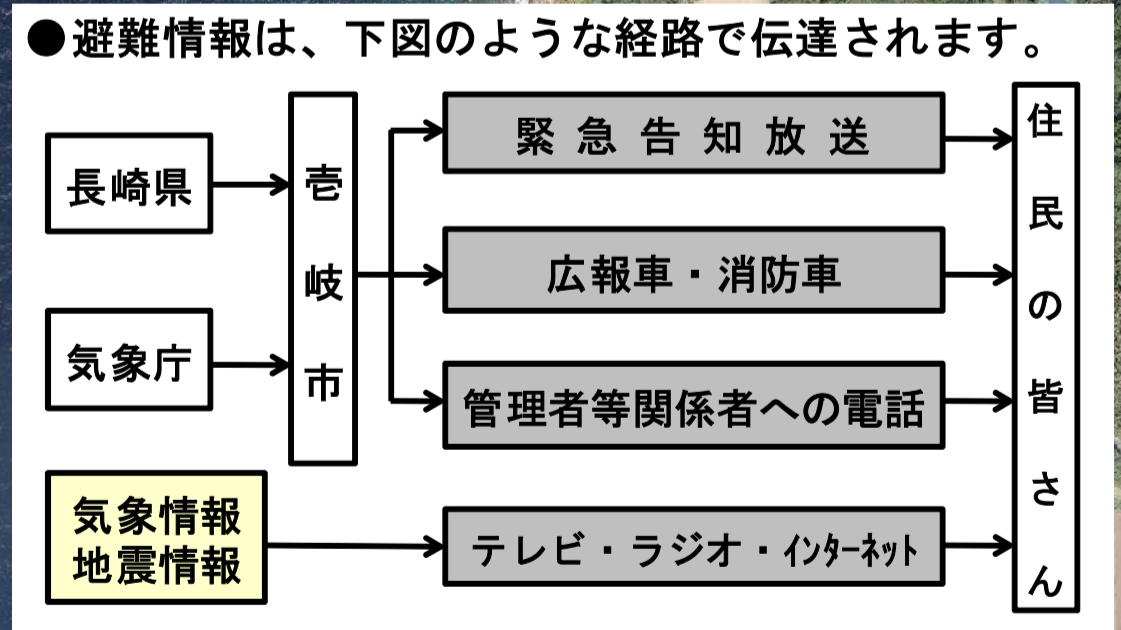 ●避難情報は、下図のような経路で伝達されます。
長崎県
気象庁
壱岐市
緊急告知放送
広報車・消防車
管理者等関係者への電話
気象情報
地震情報
テレビ・ラジオ・ｲﾝﾀｰﾈｯﾄ
住民の皆さん